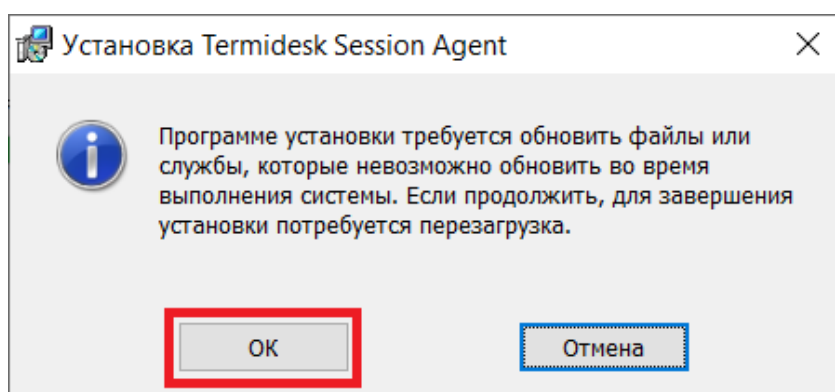 Установка Termidesk Session Agent
Программе установки требуется обновить файлы или
службы, которые невозможно обновить во время
выполнения системы. Если продолжить, для завершения
установки потребуется перезагрузка.
ОК
Отмена